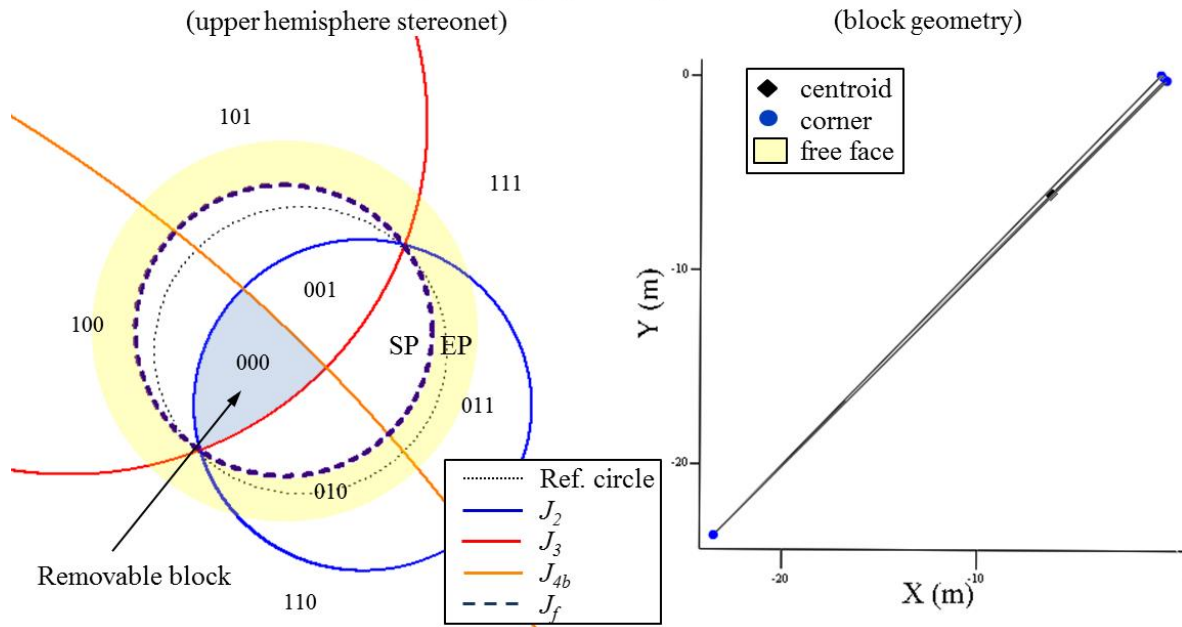 (upper hemisphere stereonet)
(block geometry)
101
111
100
001
000
SP EP
011
010
110
Removable block
Ref. circle
J2
J3
J4b
Jf
centroid
corner
free face
0
-10
-20
Y (m)
-20
-10
X (m)